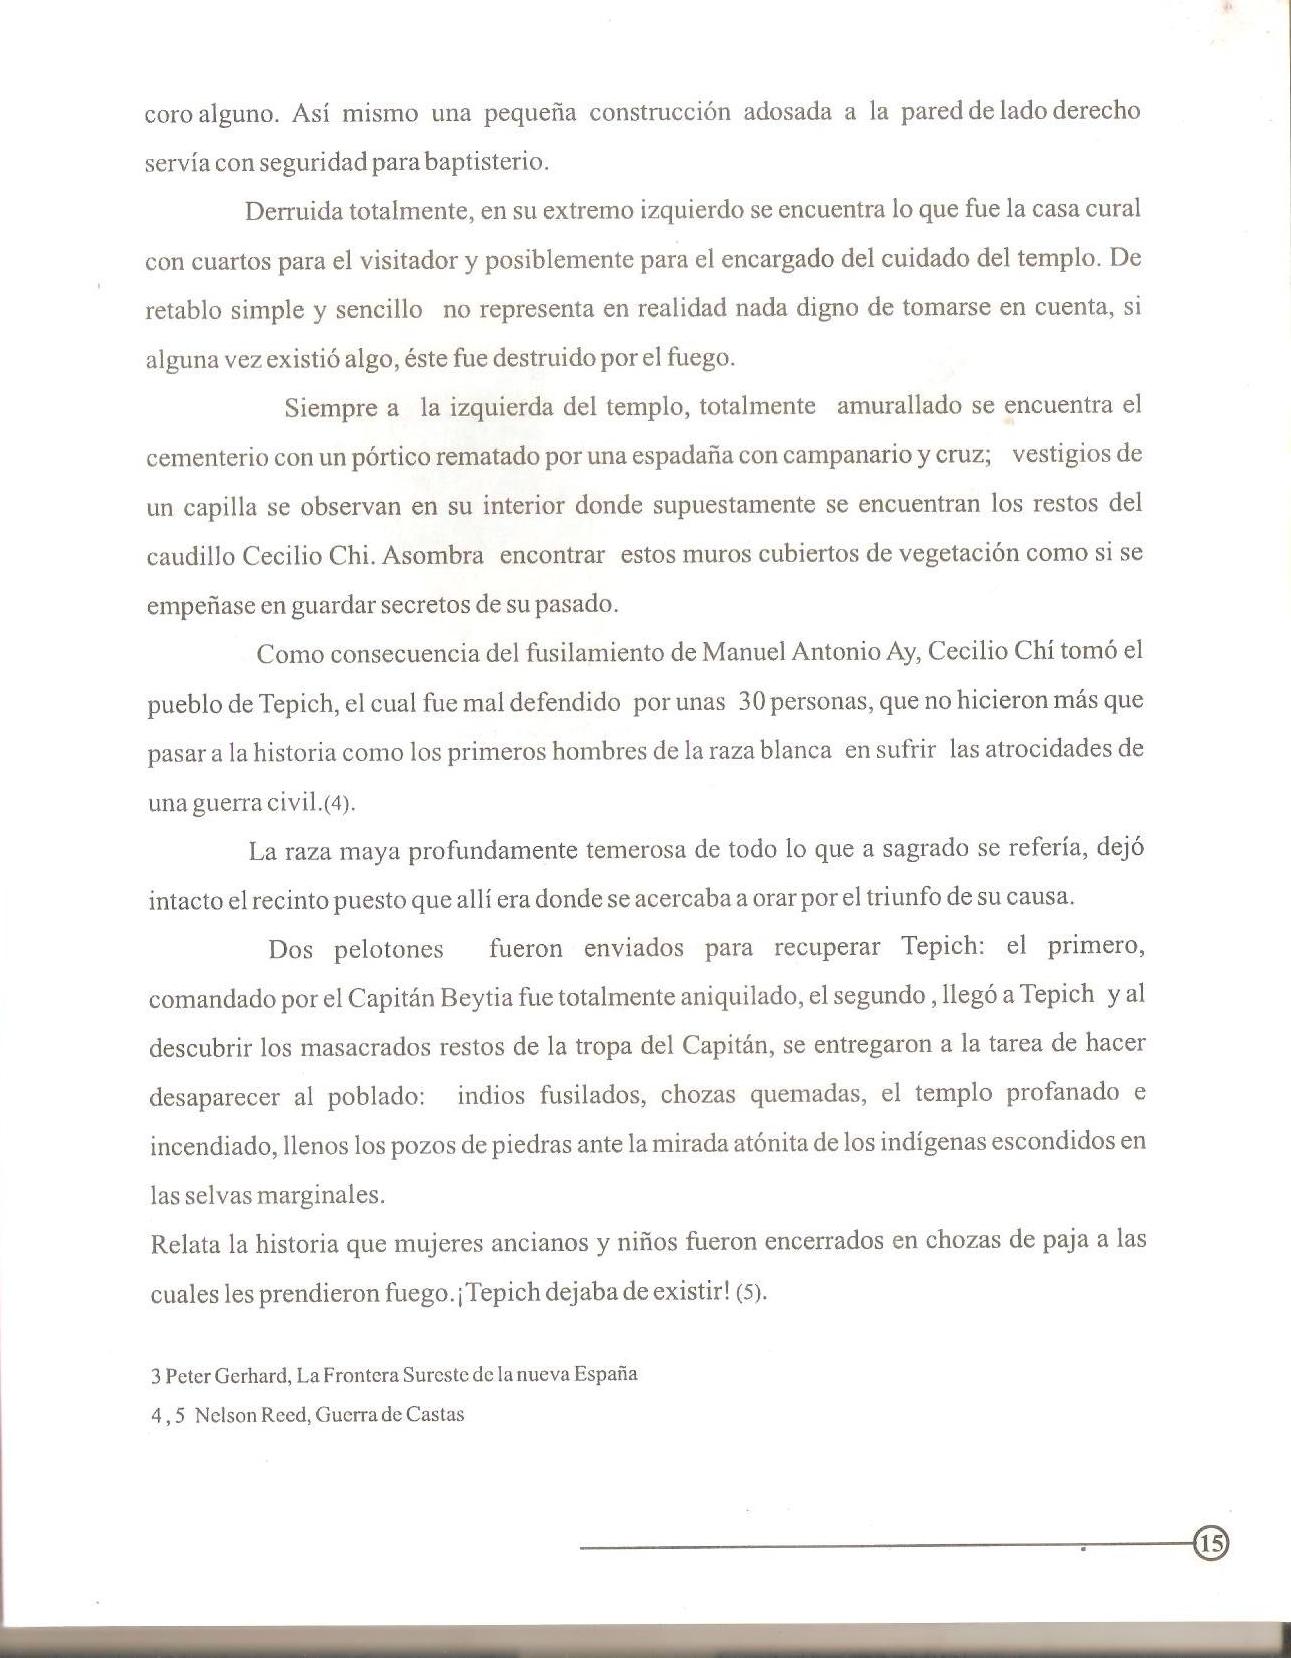 coro alguno. Así mismo una pequeña construcción adosada a la pared de lado derecho
servía con seguridad para baptisterio.
Derruida totalmente, en su extremo izquierdo se encuentra lo que fue la casa cural
con cuartos para el visitador y posiblemente para el encargado del cuidado del templo. De
retablo simple y sencillo no representa en realidad nada digno de tomarse en cuenta, si
alguna vez existió algo, éste fue destruido por el fuego.
Siempre a la izquierda del templo, totalmente amurallado se encuentra el
cementerio con un pórtico rematado por una espadaña con campanario y cruz; vestigios de
un capilla se observan en su interior donde supuestamente se encuentran los restos del
caudillo Cecilio Chi. Asombra encontrar estos muros cubiertos de vegetación como si se
empeñase en guardar secretos de su pasado.
Como consecuencia del fusilamiento de Manuel Antonio Ay, Cecilio Chí tomó el
pueblo de Tepich, el cual fue mal defendido por unas 30 personas, que no hicieron más que
pasar a la historia como los primeros hombres de la raza blanca en sufrir las atrocidades de
una guerra civil.(4).
La raza maya profundamente temerosa de todo lo que a sagrado se refería, dejó
intacto el recinto puesto que allí era donde se acercaba a orar por el triunfo de su causa.
Dos pelotones fueron enviados para recuperar Tepich: el primero,
comandado por el Capitán Beytia fue totalmente aniquilado, el segundo , llegó a Tepich y al
descubrir los masacrados restos de la tropa del Capitán, se entregaron a la tarea de hacer
desaparecer al poblado: indios fusilados, chozas quemadas, el templo profanado e
incendiado, llenos los pozos de piedras ante la mirada atónita de los indígenas escondidos en
las selvas marginales.
Relata la historia que mujeres ancianos y niños fueron encerrados en chozas de paja a las
cuales les prendieron fuego. ¡Tepich dejaba de existir! (5).
3 Peter Gerhard, La Frontera Sureste de la nueva España
4 , 5 Nelson Reed, Guerra de Castas
15